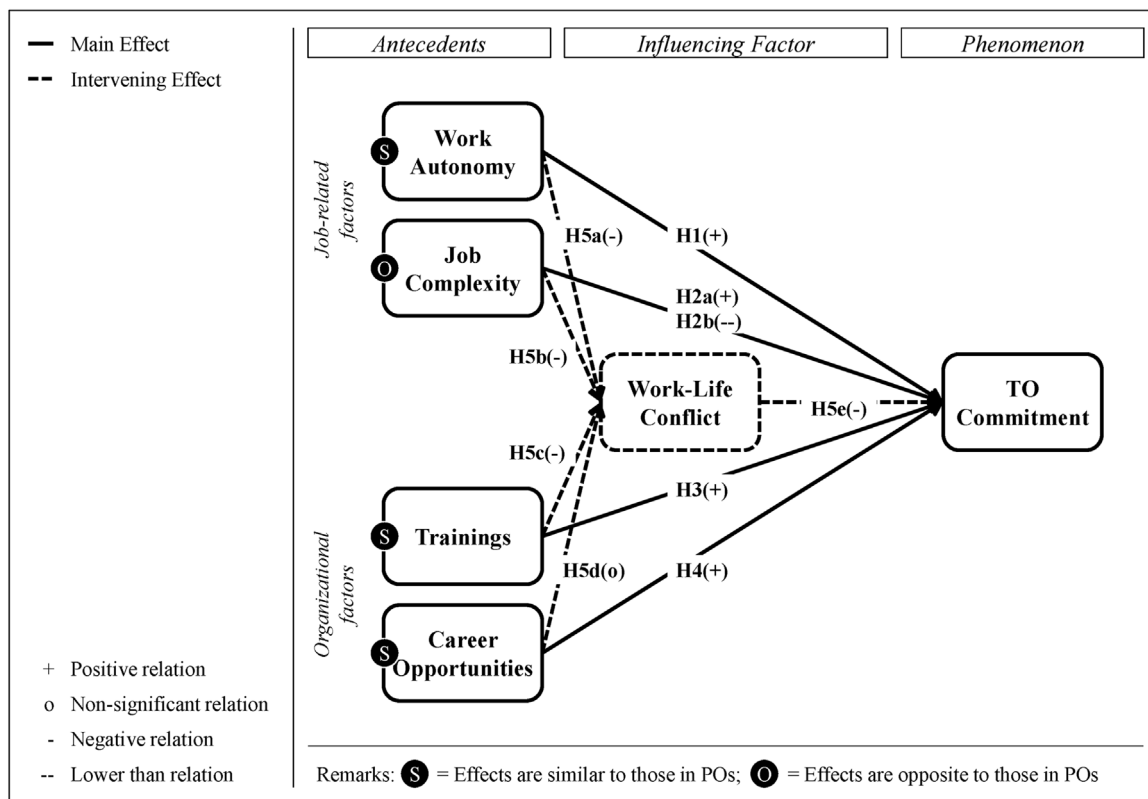 Main Effect
Intervening Effect
Antecedents
Influencing Factor
Phenomenon
Job-related
factors
S
Work
Autonomy
O
Job
Complexity
H5a(-)
H1(+)
H2a(+)
H2b(--)
H5b(-)
Work-Life
Conflict
H5e(-)
TO
Commitment
H5c(-)
Organizational
factors
S
Trainings
H3(+)
H5d(o)
H4(+)
S
Career
Opportunities
+ Positive relation
o Non-significant relation
- Negative relation
-- Lower than relation
Remarks: S = Effects are similar to those in POs; O = Effects are opposite to those in POs